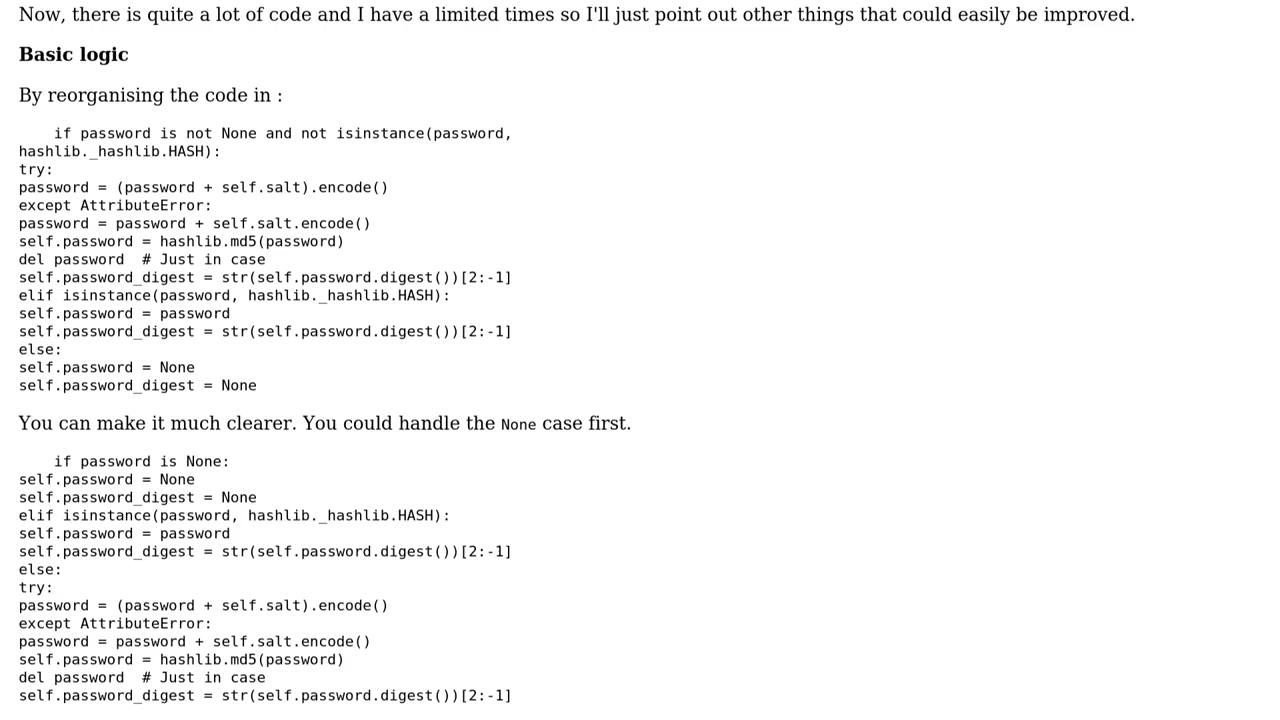 Now, there is quite a lot of code and I have a limited times so I'll just point out other things that could easily be improved.
Basic logic
By reorganising the code in :
    if password is not None and not isinstance(password,
hashlib._hashlib.HASH):
try:
password = (password + self.salt).encode()
except AttributeError:
password = password + self.salt.encode()
self.password = hashlib.md5(password)
del password  # Just in case
self.password_digest = str(self.password.digest())[2:-1]
elif isinstance(password, hashlib._hashlib.HASH):
self.password = password
self.password_digest = str(self.password.digest())[2:-1]
else:
self.password = None
self.password_digest = None
You can make it much clearer. You could handle the None case first.
    if password is None:
self.password = None
self.password_digest = None
elif isinstance(password, hashlib._hashlib.HASH):
self.password = password
self.password_digest = str(self.password.digest())[2:-1]
else:
try:
password = (password + self.salt).encode()
except AttributeError:
password = password + self.salt.encode()
self.password = hashlib.md5(password)
del password  # Just in case
self.password_digest = str(self.password.digest())[2:-1]